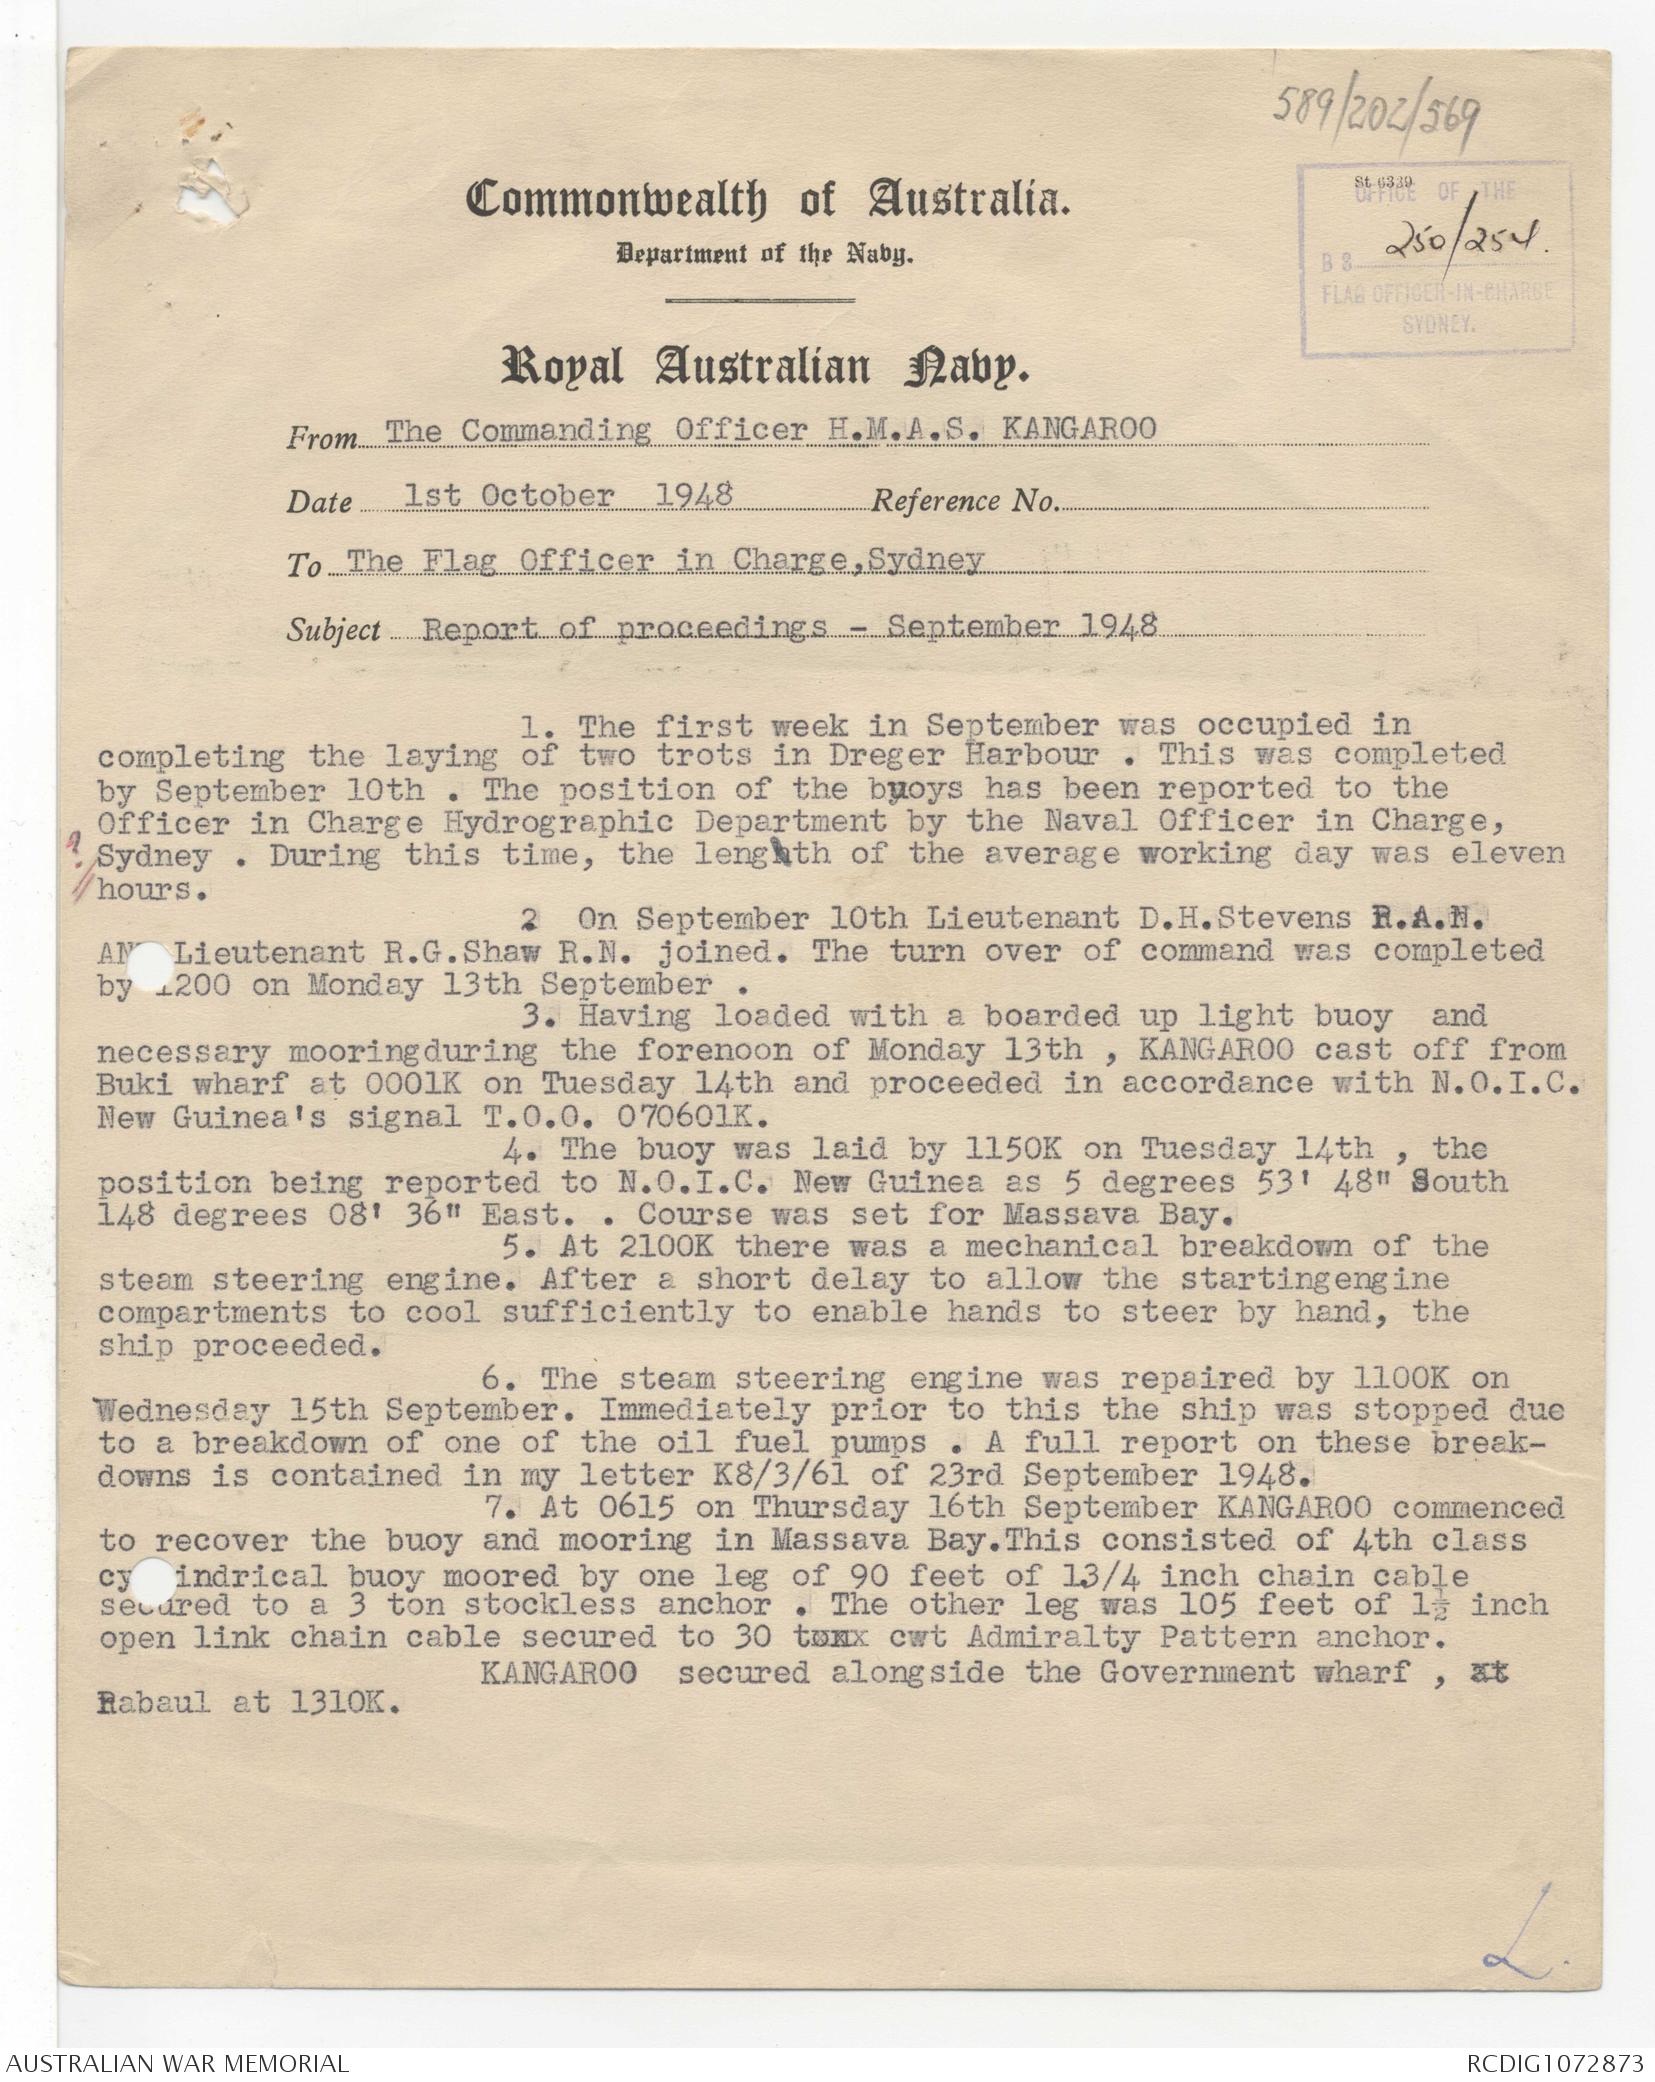 589/202/569
St 6339
OFFICE OF THE
250/254.
B S
FLAG OFFICER-IN-CHARGE
SYDNEY.
Commonwealth of Australia.
Department of the Navy.
Royal Australian Navy.
From The Commanding Officer H.M.A.S. KANGAROO
Date 1st October 1948 Reference No.
To The Flag Officer in Charge,Sydney
Subject Report of proceedings - September 1948
1. The first week in September was occupied in
completing the laying of two trots in Dreger Harbour . This was completed
by September 10th . The position of the buoys has been reported to the
Officer in Charge Hydrographic Department by the Naval Officer in Charge,
? Sydney . During this time, the length of the average working day was eleven
hours.
2 On September 10th Lieutenant D.H.Stevens R.A.N.
AN Lieutenant R.G.Shaw R.N. joined. The turn over of command was completed
by 1200 on Monday 13th September .
3. Having loaded with a boarded up light buoy and
necessary mooringduring the forenoon of Monday 13th , KANGAROO cast off from
Buki wharf at 0001K on Tuesday 14th and proceeded in accordance with N.O.I.C.
New Guinea's signal T.O.O. 070601K.
4. The buoy was laid by 1150K on Tuesday 14th , the
position being reported to N.O.I.C. New Guinea as 5 degrees 53' 48" South
148 degrees 08' 36" East. . Course was set for Massava Bay.
5. At 2100K there was a mechanical breakdown of the
steam steering engine. After a short delay to allow the startingengine
compartments to cool sufficiently to enable hands to steer by hand, the
ship proceeded.
6. The steam steering engine was repaired by 1100K on
Wednesday 15th September. Immediately prior to this the ship was stopped due
to a breakdown of one of the oil fuel pumps . A full report on these break-
downs is contained in my letter K8/3/61 of 23rd September 1948.
7. At 0615 on Thursday 16th September KANGAROO commenced
to recover the buoy and mooring in Massava Bay.This consisted of 4th class
cy indrical buoy moored by one leg of 90 feet of 13/4 inch chain cable
secured to a 3 ton stockless anchor . The other leg was 105 feet of 1½ inch
open link chain cable secured to 30 tonx cwt Admiralty Pattern anchor.
KANGAROO secured alongside the Government wharf , at
Rabaul at 1310K.
L.
AUSTRALIAN WAR MEMORIAL
RCDIG1072873